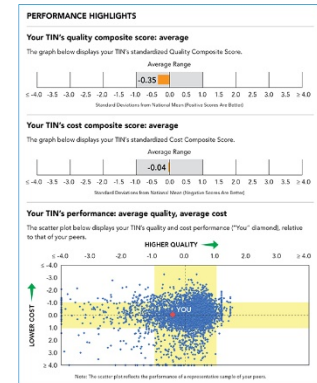 PERFORMANCE HIGHLIGHTS
Your TIN's quality composite score: average
The graph below displays your TIN's standardized Quality Composite Score.
Average Range
-0.35
≤ -4.0 -3.5 -3.0 -2.5 -2.0 -1.5 -1.0 -0.5 0.0 0.5 1.0 1.5 2.0 2.5 3.0 3.5 ≥ 4.0
Standard Deviations from National Mean (Positive Scores Are Better)
Your TIN's cost composite score: average
The graph below displays your TIN's standardized Cost Composite Score.
Average Range
-0.04
≤ -4.0 -3.5 -3.0 -2.5 -2.0 -1.5 -1.0 -0.5 0.0 0.5 1.0 1.5 2.0 2.5 3.0 3.5 ≥ 4.0
Standard Deviations from National Mean (Negative Scores Are Better)
Your TIN's performance: average quality, average cost
The scatter plot below displays your TIN's quality and cost performance ("You" diamond), relative
to that of your peers.
HIGHER QUALITY
≤ -4.0 -3.0 -2.0 -1.0 0.0 1.0 2.0 3.0 ≥ 4.0
≤ -4.0
-3.0
-2.0
-1.0
0.0
1.0
2.0
3.0
≥ 4.0
LOWER COST
YOU
Note: The scatter plot reflects the performance of a representative sample of your peers.